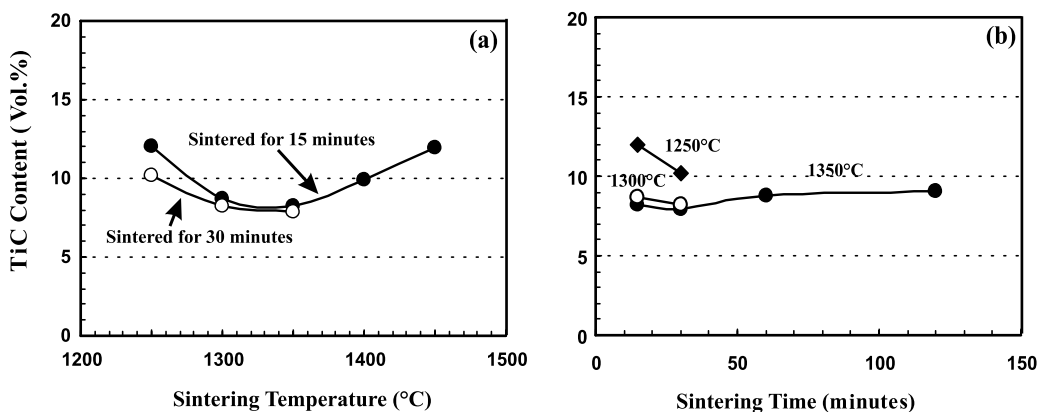 20
15
10
5
0
TiC Content ( Vol.%)
(a)
Sintered for 15 minutes
Sintered for 30 minutes
1200
1300
1400
1500
Sintering Temperature (°C)
20
15
10
5
0
(b)
1250°C
1300°C
1350°C
0
50
100
150
Sintering Time (minutes)